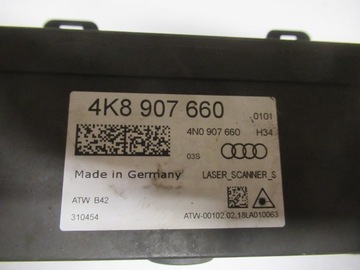 4K8 907 660 0101
4N0 907 660 H34
03S
Made in Germany LASER_SCANNER_S
ATW B42
310454 ATW-00102.02.18LA010063